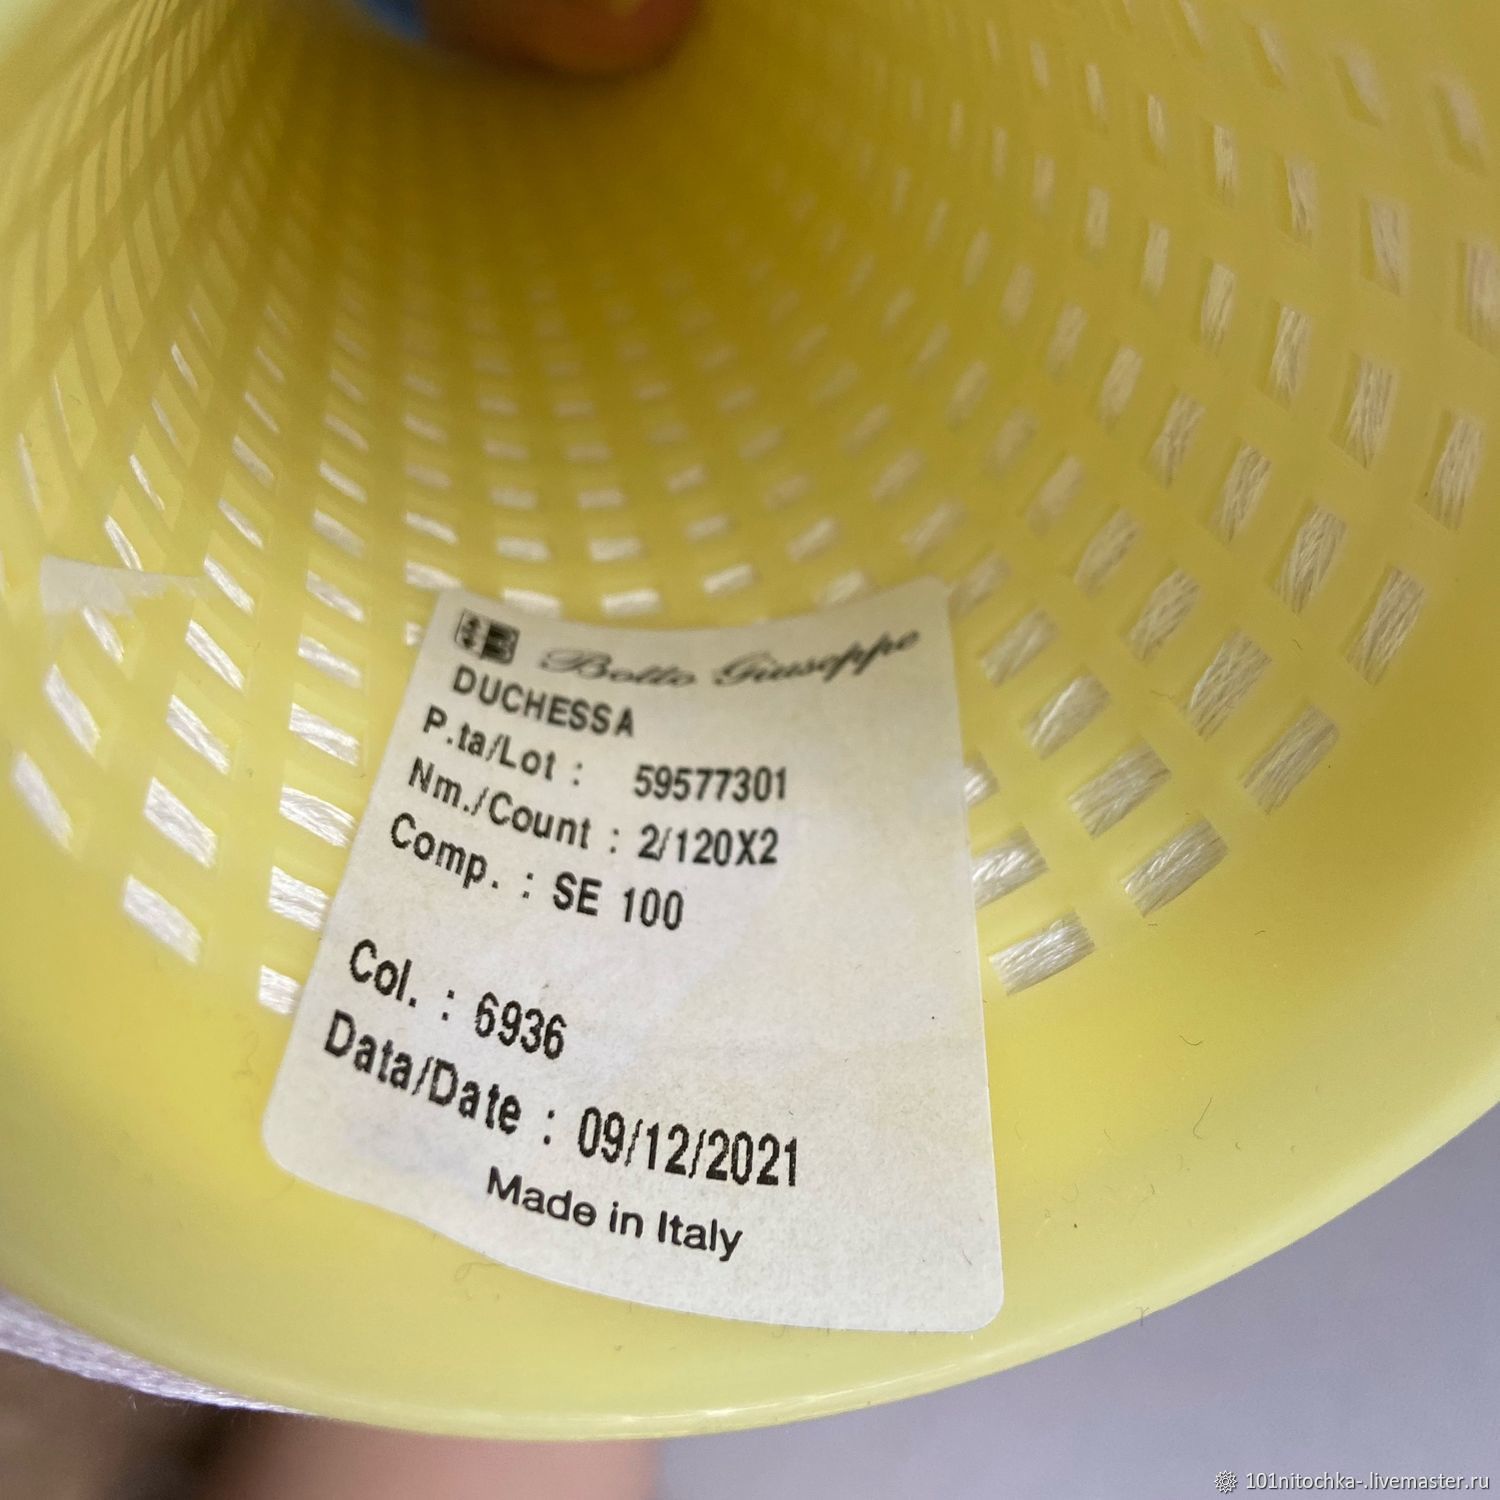 Botto Giuseppe
DUCHESSA
P.ta/Lot : 59577301
Nm./Count : 2/120X2
Comp. : SE 100
Col. : 6936
Data/Date : 09/12/2021
Made in Italy
101nitochka-.livemaster.ru